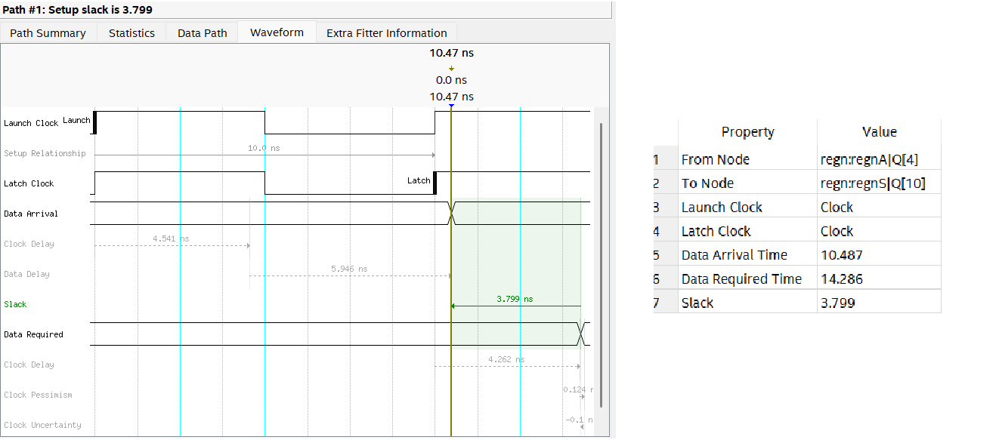 Path #1: Setup slack is 3.799
Path Summary Statistics Data Path Waveform Extra Fitter Information
10.47 ns
0.0 ns
10.47 ns
Launch Clock Launch
Setup Relationship 10.0 ns
Latch Clock Latch
Data Arrival
Clock Delay 4.541 ns
Data Delay 5.946 ns
Slack 3.799 ns
Data Required
Clock Delay 4.262 ns
Clock Pessimism 0.124 n
Clock Uncertainty -0.1 n
Property Value
1 From Node regn:regnA|Q[4]
2 To Node regn:regnS|Q[10]
3 Launch Clock Clock
4 Latch Clock Clock
5 Data Arrival Time 10.487
6 Data Required Time 14.286
7 Slack 3.799